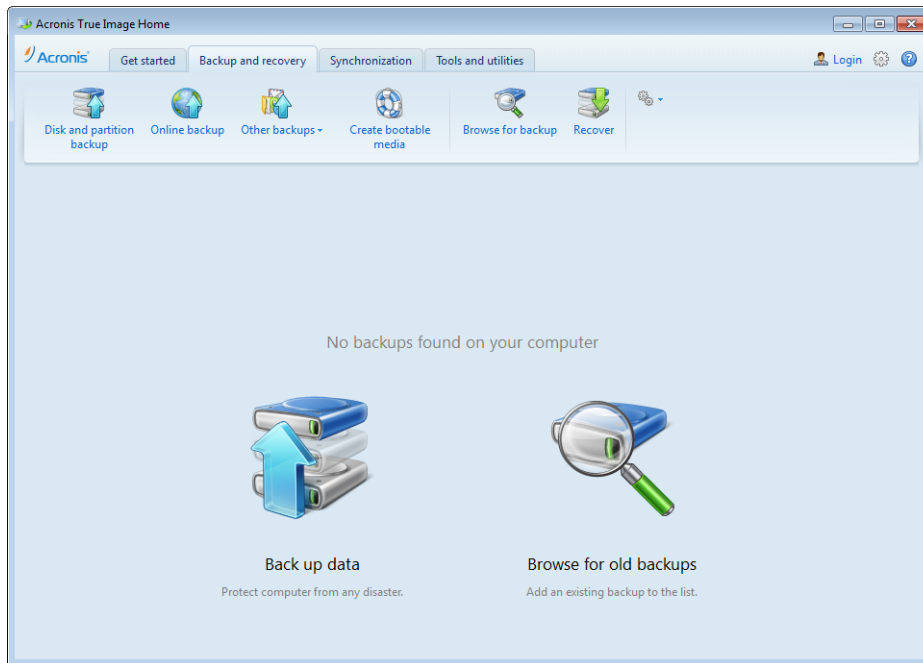 Acronis True Image Home
Acronis Get started Backup and recovery Synchronization Tools and utilities Login
Disk and partition backup Online backup Other backups Create bootable media Browse for backup Recover
No backups found on your computer
Back up data Browse for old backups
Protect computer from any disaster. Add an existing backup to the list.